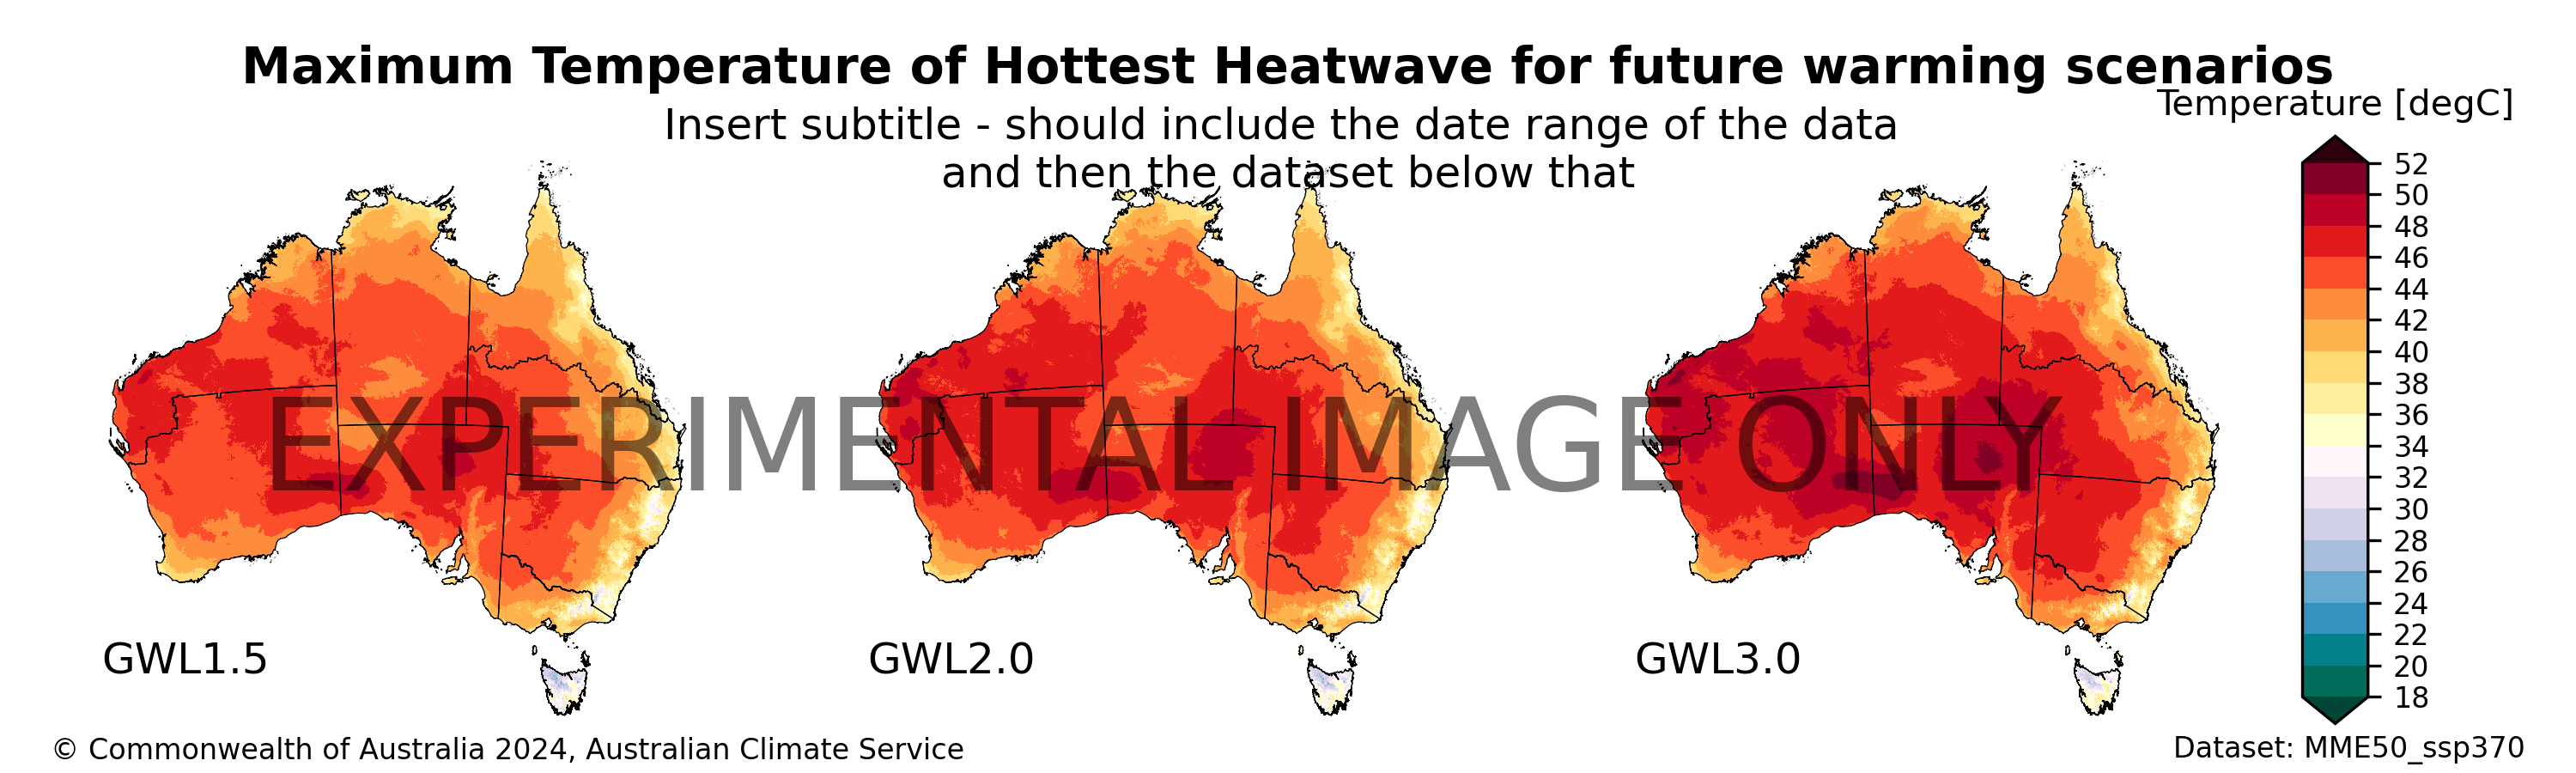 Maximum Temperature of Hottest Heatwave for future warming scenarios
Insert subtitle - should include the date range of the data
and then the dataset below that
Temperature [degC]
52
50
48
46
44
42
40
38
36
34
32
30
28
26
24
22
20
18
EXPERIMENTAL IMAGE ONLY
GWL1.5
GWL2.0
GWL3.0
© Commonwealth of Australia 2024, Australian Climate Service
Dataset: MME50_ssp370